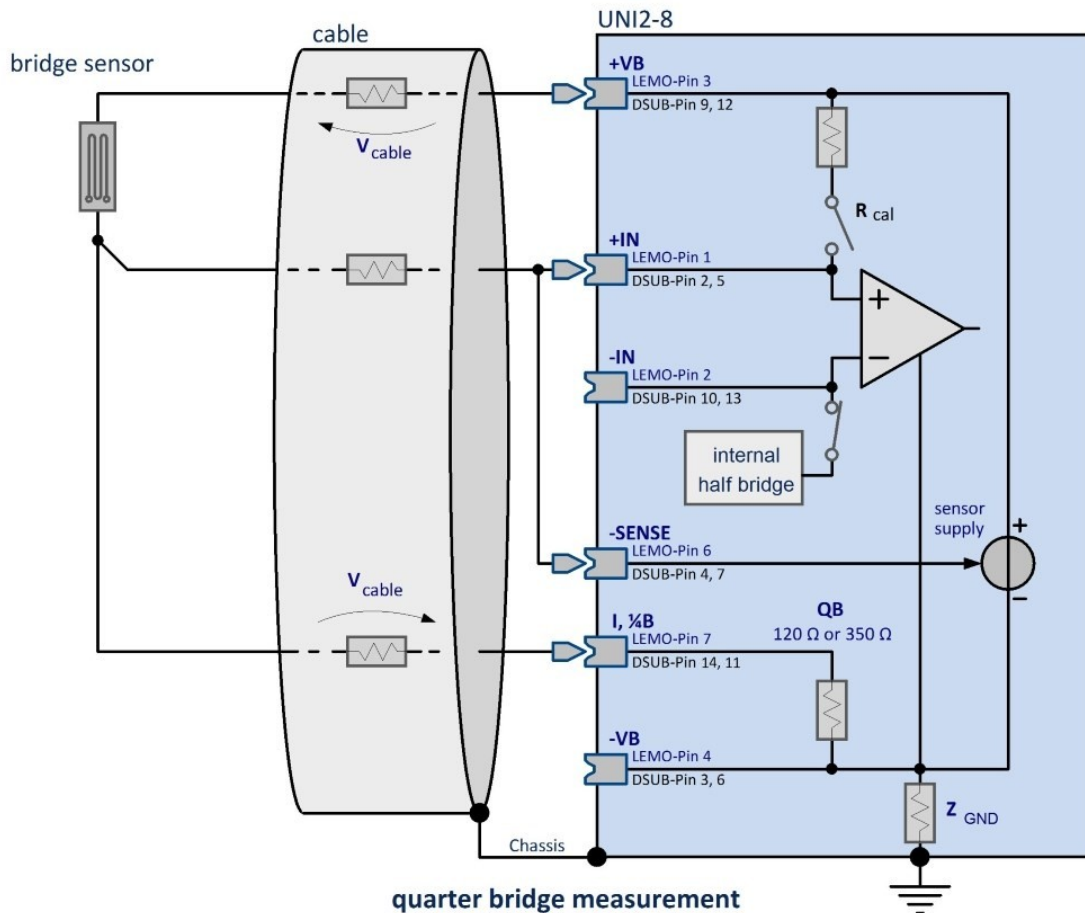 UNI2-8
cable
bridge sensor
+VB
LEMO-Pin 3
DSUB-Pin 9, 12
V cable
R cal
+IN
LEMO-Pin 1
DSUB-Pin 2, 5
+
-IN
LEMO-Pin 2
DSUB-Pin 10, 13
−
internal
half bridge
sensor
supply
+
−
-SENSE
LEMO-Pin 6
DSUB-Pin 4, 7
V cable
I, ¼B
LEMO-Pin 7
DSUB-Pin 14, 11
QB
120 Ω or 350 Ω
-VB
LEMO-Pin 4
DSUB-Pin 3, 6
Z GND
Chassis
quarter bridge measurement